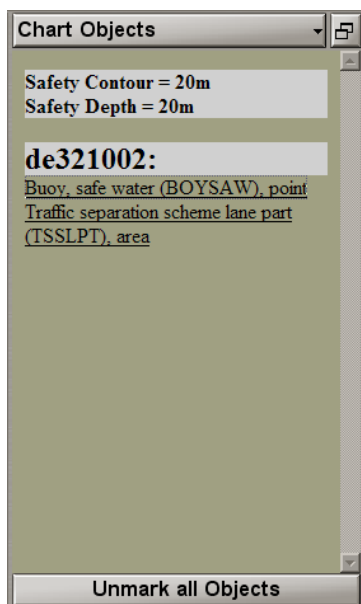 Chart Objects
Safety Contour = 20m
Safety Depth = 20m
de321002:
Buoy, safe water (BOYSAW), point
Traffic separation scheme lane part
(TSSLPT), area
Unmark all Objects